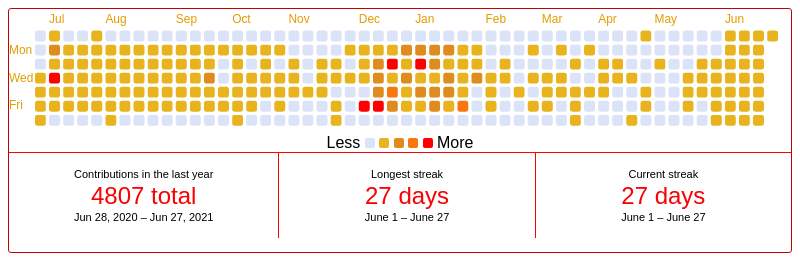 Jul Aug Sep Oct Nov Dec Jan Feb Mar Apr May Jun
Mon
Wed
Fri
Less More
Contributions in the last year
4807 total
Jun 28, 2020 – Jun 27, 2021
Longest streak
27 days
June 1 – June 27
Current streak
27 days
June 1 – June 27